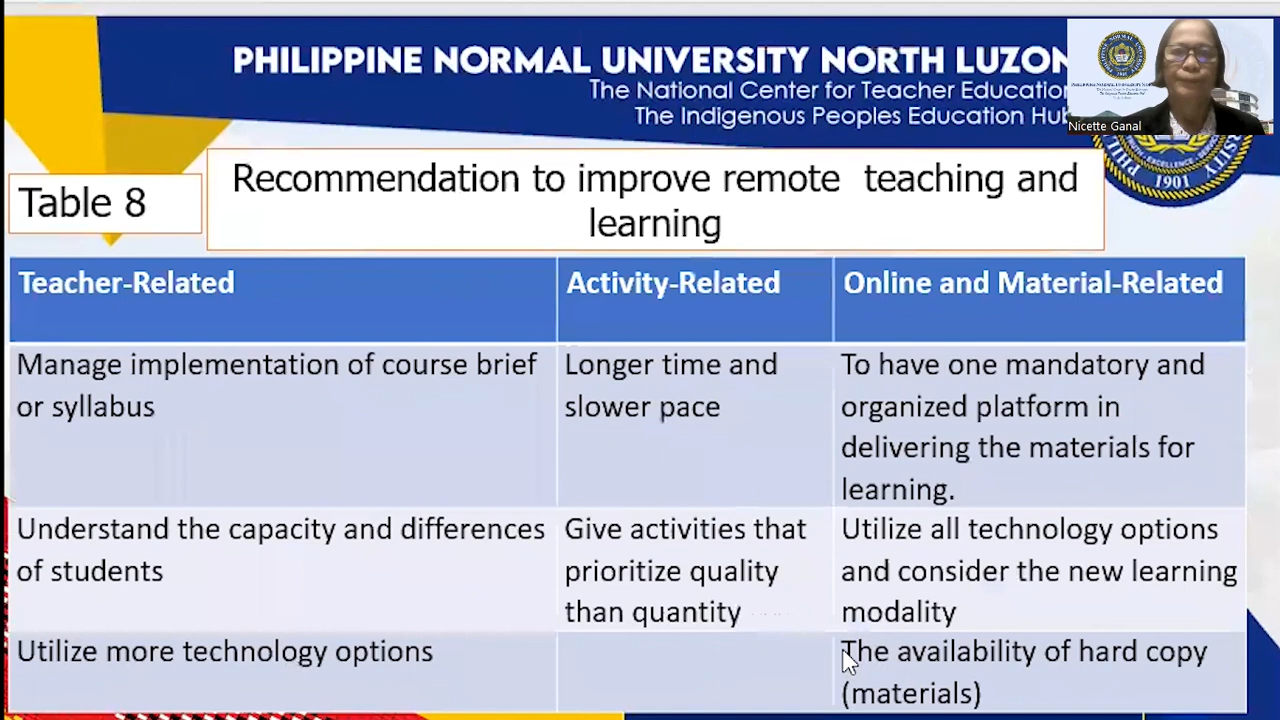 PHILIPPINE NORMAL UNIVERSITY NORTH LUZON
The National Center for Teacher Education
The Indigenous Peoples Education Hub
Nicette Ganal
1901
Table 8
Recommendation to improve remote teaching and
learning
Teacher-Related
Activity-Related
Online and Material-Related
Manage implementation of course brief
or syllabus
Longer time and
slower pace
To have one mandatory and
organized platform in
delivering the materials for
learning.
Understand the capacity and differences
of students
Give activities that
prioritize quality
than quantity
Utilize all technology options
and consider the new learning
modality
Utilize more technology options
The availability of hard copy
(materials)